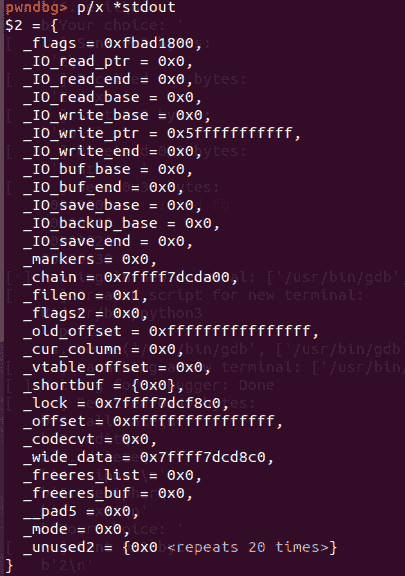 pwndbg> p/x *stdout
$2 = {
_flags = 0xfbad1800,
_IO_read_ptr = 0x0,
_IO_read_end = 0x0,
_IO_read_base = 0x0,
_IO_write_base = 0x0,
_IO_write_ptr = 0x5fffffffffff,
_IO_write_end = 0x0,
_IO_buf_base = 0x0,
_IO_buf_end = 0x0,
_IO_save_base = 0x0,
_IO_backup_base = 0x0,
_IO_save_end = 0x0,
_markers = 0x0,
_chain = 0x7ffff7dcda00,
_fileno = 0x1,
_flags2 = 0x0,
_old_offset = 0xffffffffffffffff,
_cur_column = 0x0,
_vtable_offset = 0x0,
_shortbuf = {0x0},
_lock = 0x7ffff7dcf8c0,
_offset = 0xffffffffffffffff,
_codecvt = 0x0,
_wide_data = 0x7ffff7dcd8c0,
_freeres_list = 0x0,
_freeres_buf = 0x0,
__pad5 = 0x0,
_mode = 0x0,
_unused2 = {0x0 <repeats 20 times>}
}